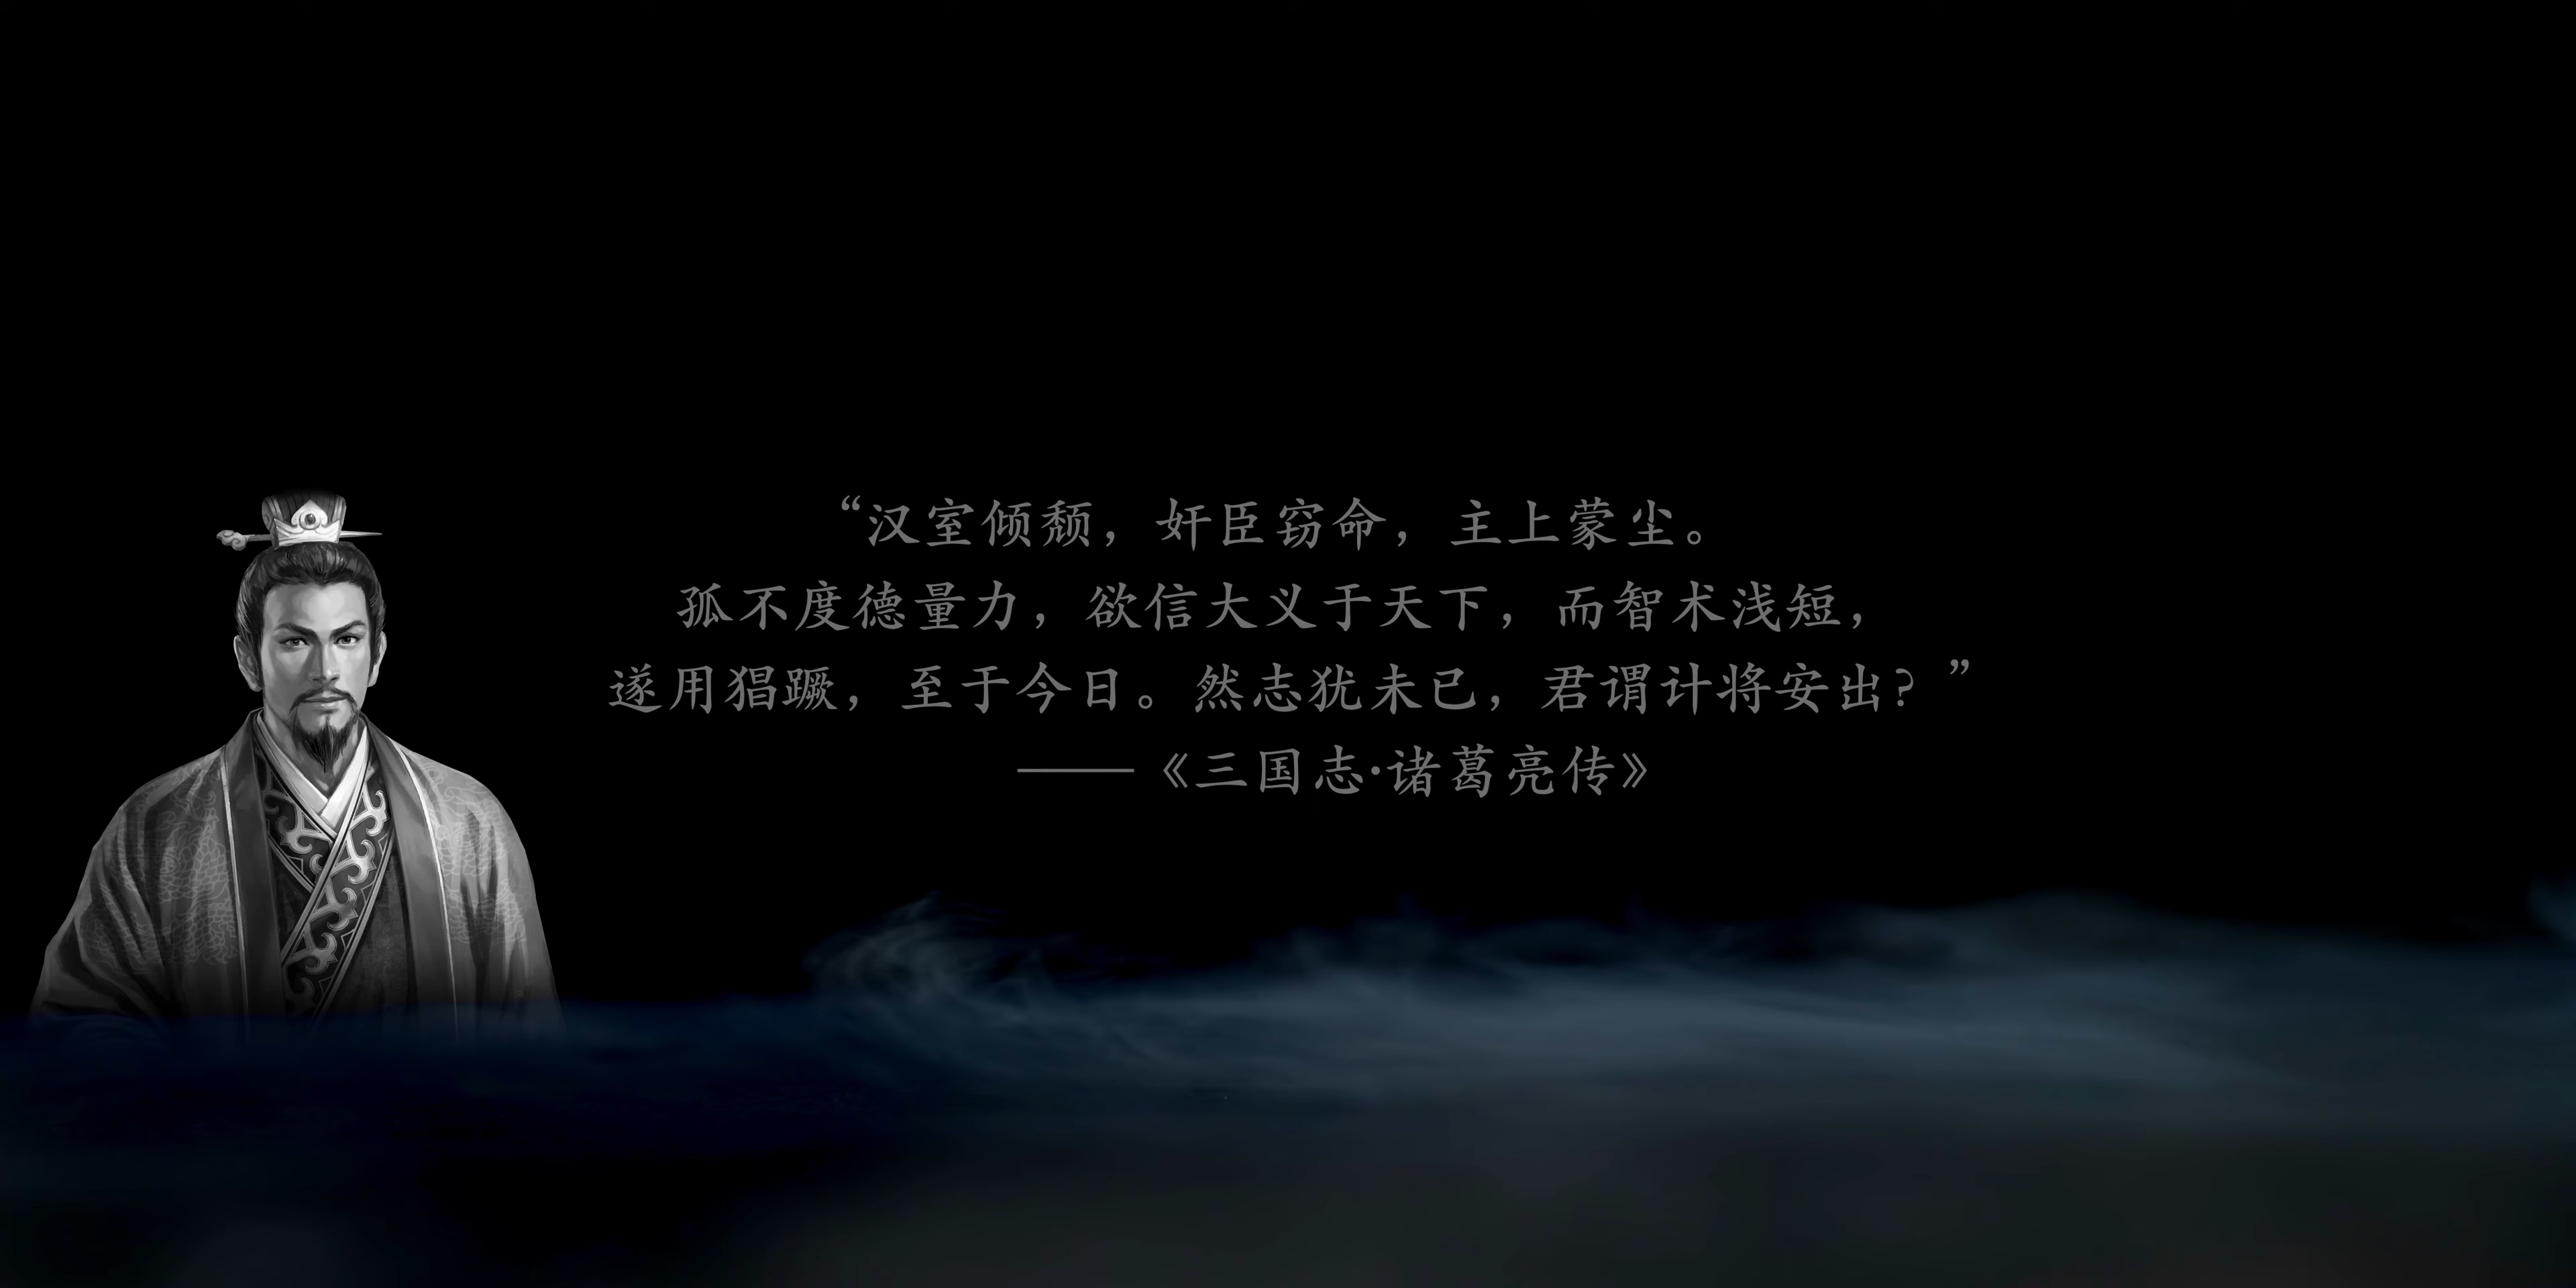 “汉室倾颓，奸臣窃命，主上蒙尘。
孤不度德量力，欲信大义于天下，而智术浅短，
遂用猖蹶，至于今日。然志犹未已，君谓计将安出？”
——《三国志·诸葛亮传》